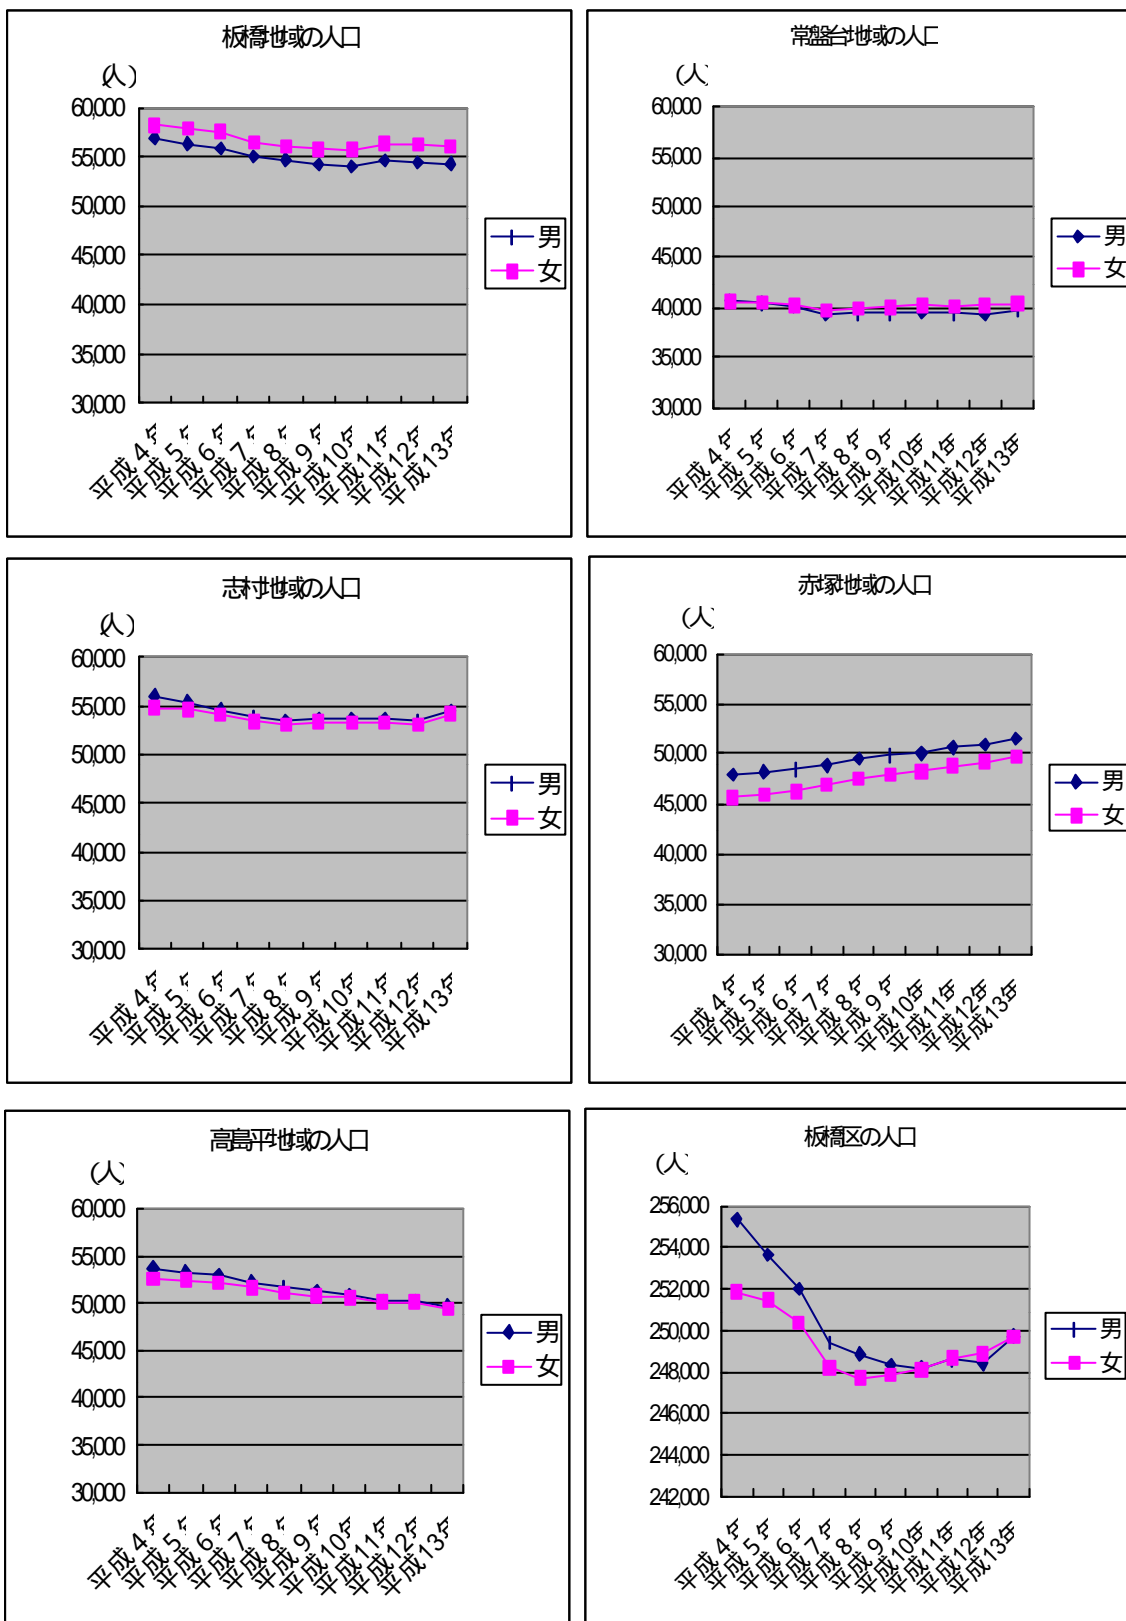 板橋地域の人口
(人)
60,000
55,000
50,000
45,000
40,000
35,000
30,000
平成4年
平成5年
平成6年
平成7年
平成8年
平成9年
平成10年
平成11年
平成12年
平成13年
男
女
常盤台地域の人口
(人)
60,000
55,000
50,000
45,000
40,000
35,000
30,000
平成4年
平成5年
平成6年
平成7年
平成8年
平成9年
平成10年
平成11年
平成12年
平成13年
男
女
志村地域の人口
(人)
60,000
55,000
50,000
45,000
40,000
35,000
30,000
平成4年
平成5年
平成6年
平成7年
平成8年
平成9年
平成10年
平成11年
平成12年
平成13年
男
女
赤塚地域の人口
(人)
60,000
55,000
50,000
45,000
40,000
35,000
30,000
平成4年
平成5年
平成6年
平成7年
平成8年
平成9年
平成10年
平成11年
平成12年
平成13年
男
女
高島平地域の人口
(人)
60,000
55,000
50,000
45,000
40,000
35,000
30,000
平成4年
平成5年
平成6年
平成7年
平成8年
平成9年
平成10年
平成11年
平成12年
平成13年
男
女
板橋区の人口
(人)
256,000
254,000
252,000
250,000
248,000
246,000
244,000
242,000
平成4年
平成5年
平成6年
平成7年
平成8年
平成9年
平成10年
平成11年
平成12年
平成13年
男
女